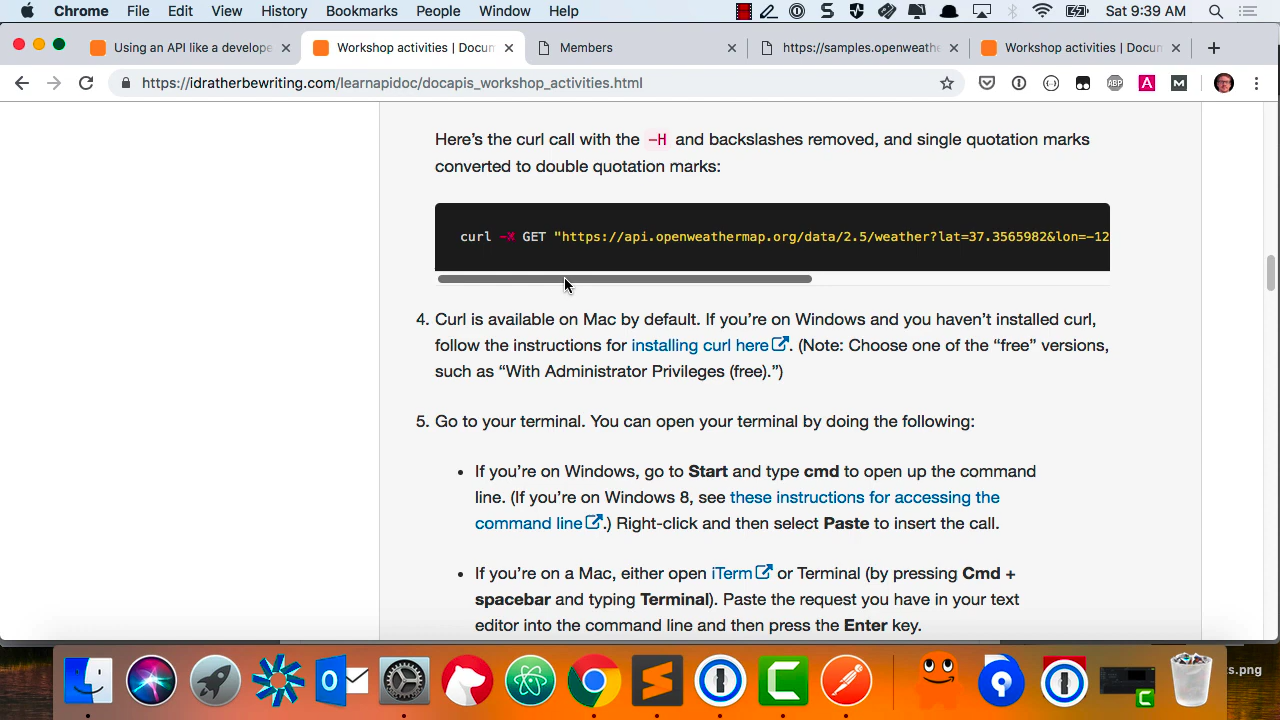 Chrome File Edit View History Bookmarks People Window Help Sat 9:39 AM
Using an API like a develope
Workshop activities | Docum
Members
https://samples.openweathe
Workshop activities | Docum
https://idratherbewriting.com/learnapidoc/docapis_workshop_activities.html
ABP
Here's the curl call with the -H and backslashes removed, and single quotation marks
converted to double quotation marks:
curl -X GET "https://api.openweathermap.org/data/2.5/weather?lat=37.3565982&lon=-12
4. Curl is available on Mac by default. If you're on Windows and you haven't installed curl,
follow the instructions for installing curl here. (Note: Choose one of the “free” versions,
such as “With Administrator Privileges (free).”)
5. Go to your terminal. You can open your terminal by doing the following:
• If you're on Windows, go to Start and type cmd to open up the command
line. (If you're on Windows 8, see these instructions for accessing the
command line.) Right-click and then select Paste to insert the call.
• If you're on a Mac, either open iTerm or Terminal (by pressing Cmd +
spacebar and typing Terminal). Paste the request you have in your text
editor into the command line and then press the Enter key.
s.png